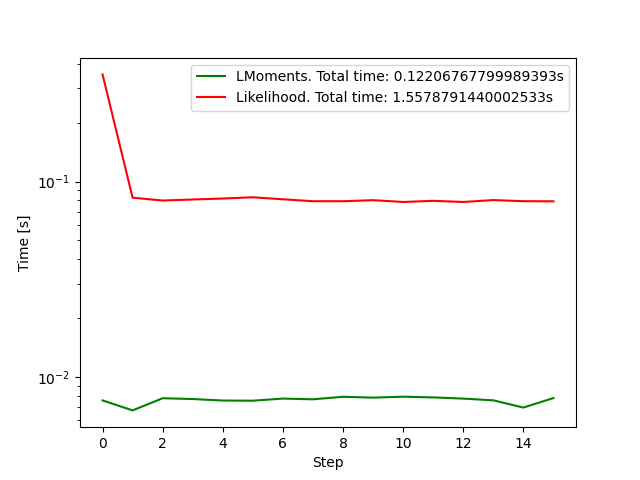 LMoments. Total time: 0.12206767799989393s
Likelihood. Total time: 1.5578791440002533s
10⁻¹
10⁻²
Time [s]
0 2 4 6 8 10 12 14
Step